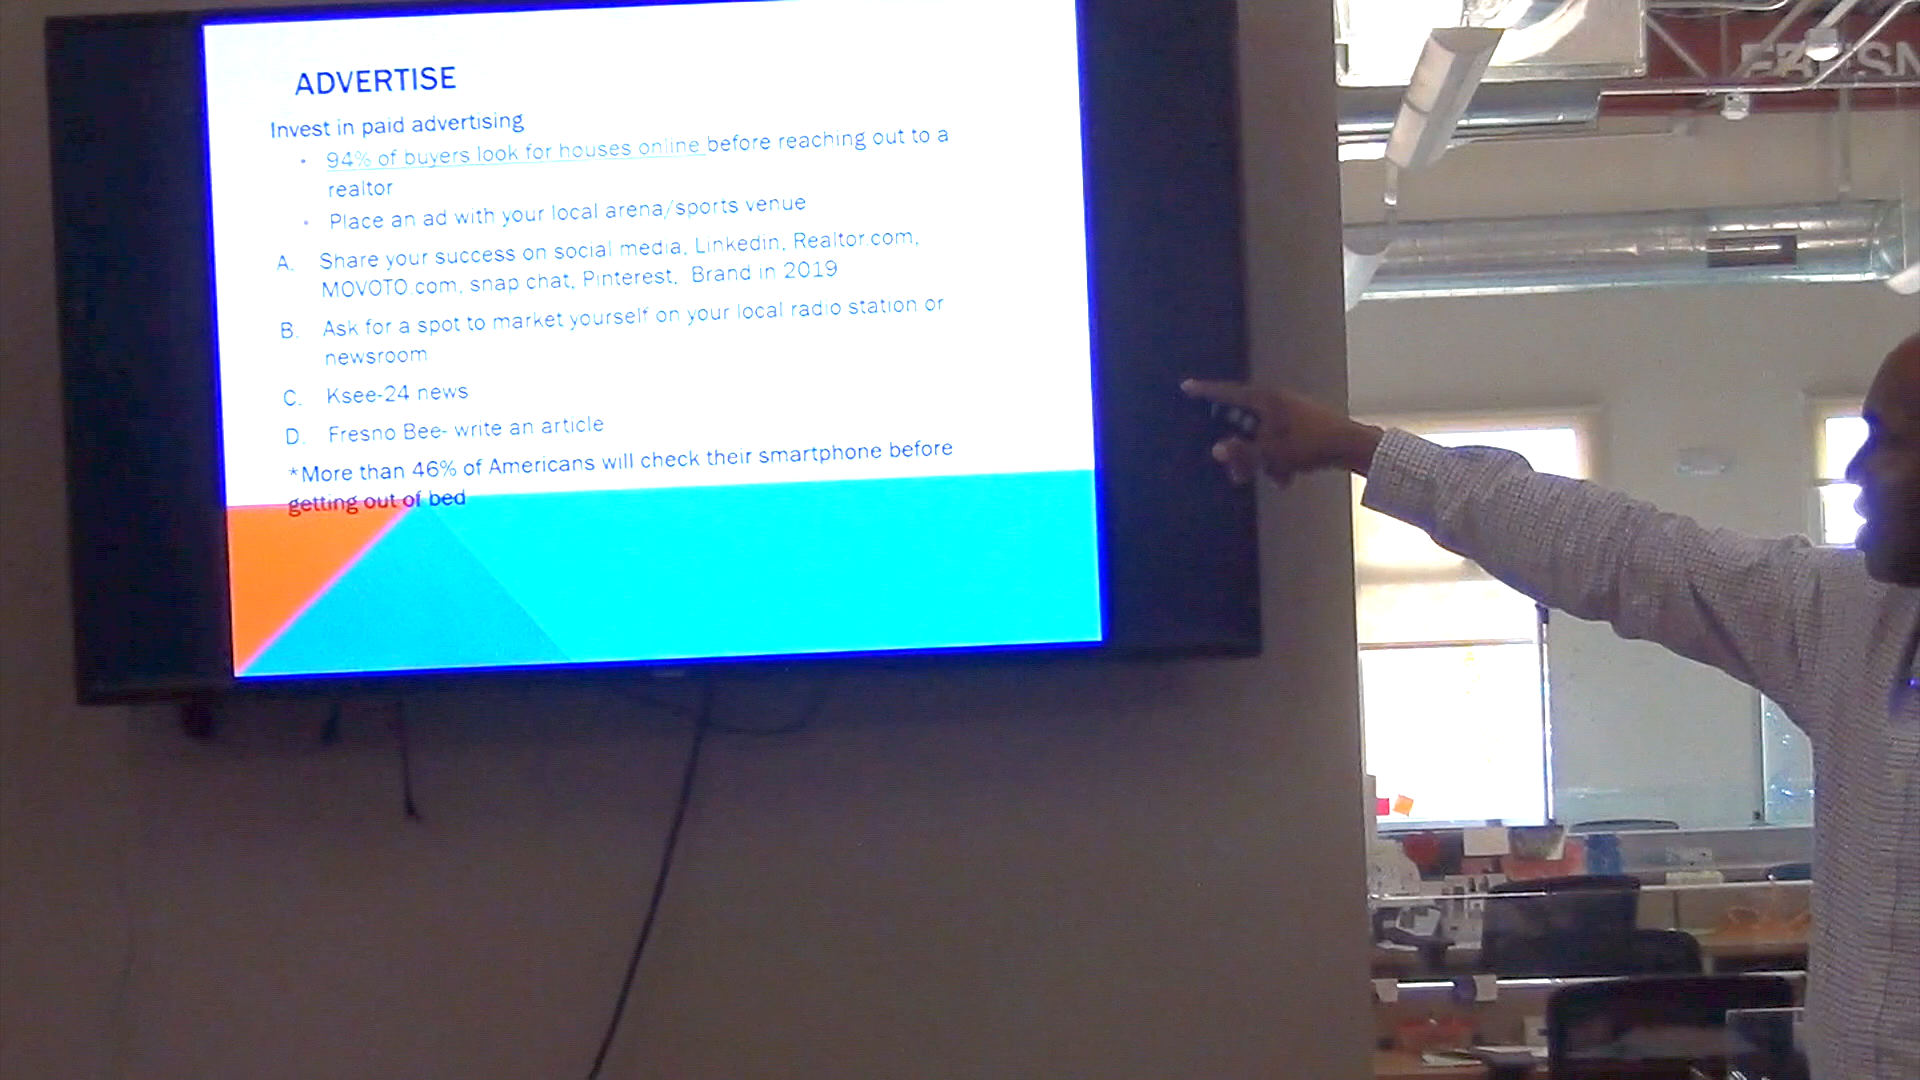 ADVERTISE
Invest in paid advertising
• 94% of buyers look for houses online before reaching out to a
realtor
• Place an ad with your local arena/sports venue
A. Share your success on social media, Linkedin, Realtor.com,
MOVOTO.com, snap chat, Pinterest, Brand in 2019
B. Ask for a spot to market yourself on your local radio station or
newsroom
C. Ksee-24 news
D. Fresno Bee- write an article
*More than 46% of Americans will check their smartphone before
getting out of bed